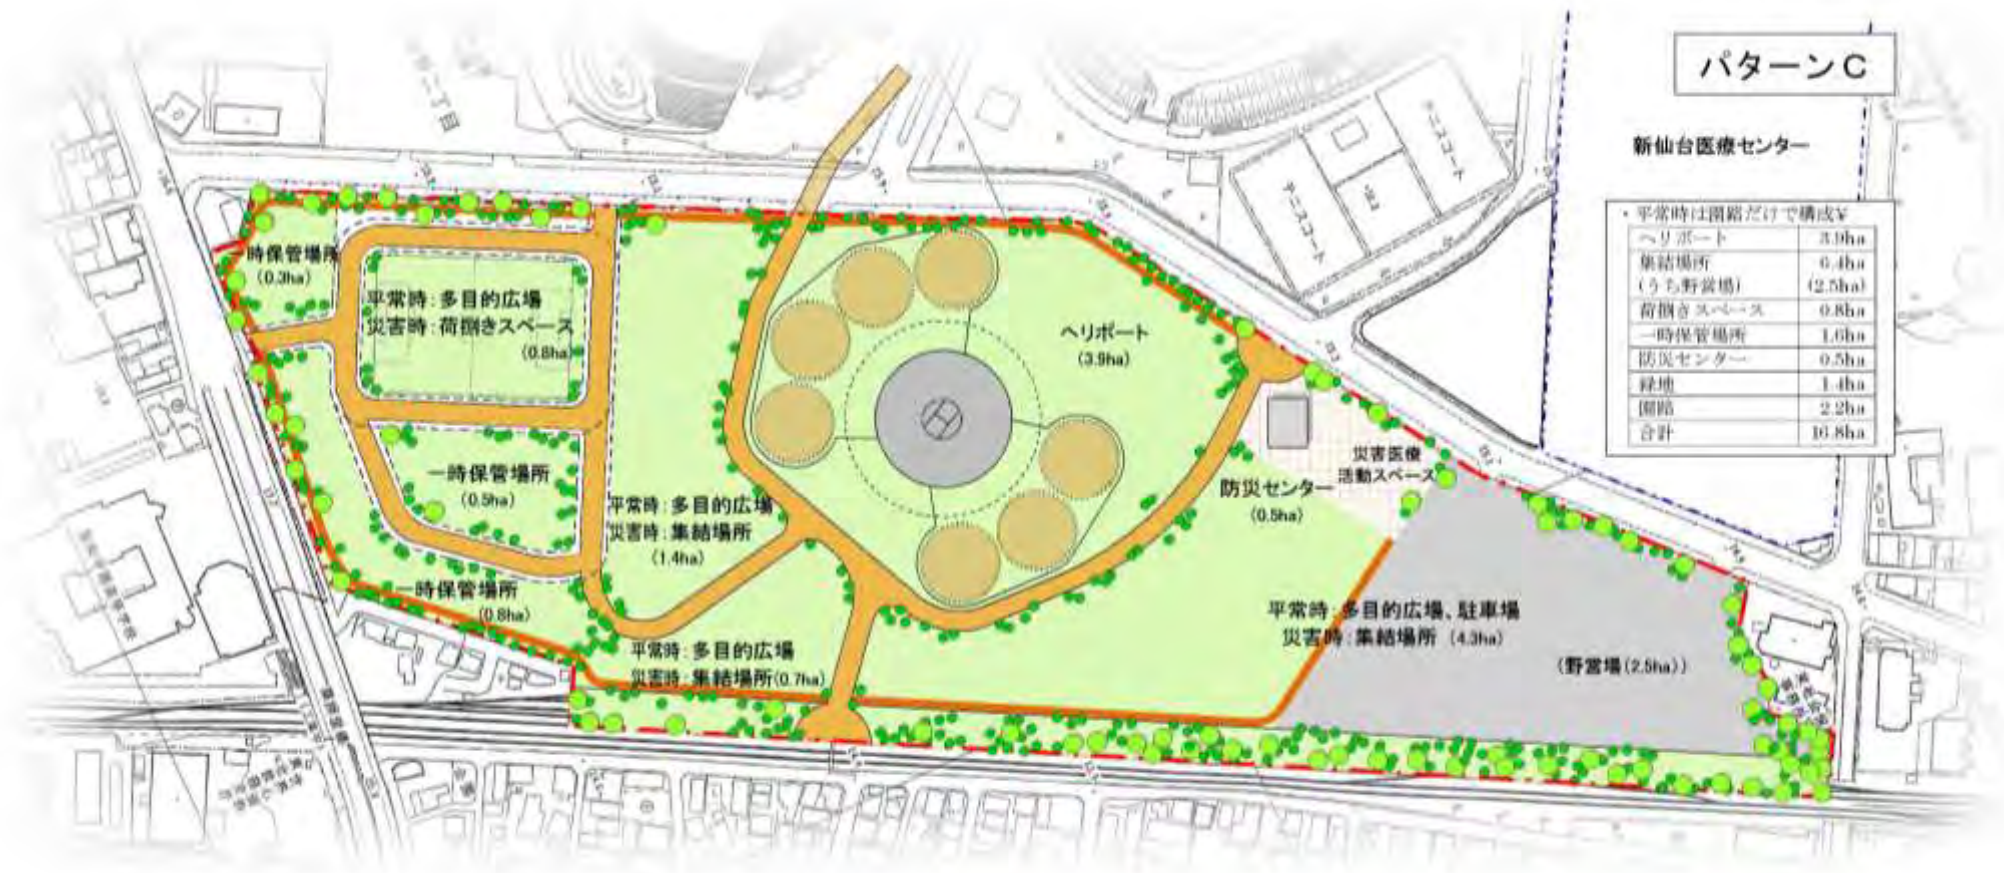 パターンC
新仙台医療センター
・平常時は園路だけで構成¥
ヘリポート 3.9ha
集結場所 6.4ha
(うち野営場) (2.5ha)
荷捌きスペース 0.8ha
一時保管場所 1.6ha
防災センター 0.5ha
緑地 1.4ha
園路 2.2ha
合計 16.8ha
テニスコート
テニスコート
一時保管場所
(0.3ha)
平常時:多目的広場
災害時:荷捌きスペース
(0.8ha)
ヘリポート
(3.9ha)
一時保管場所
(0.5ha)
平常時:多目的広場
災害時:集結場所
(1.4ha)
災害医療
活動スペース
防災センター
(0.5ha)
一時保管場所
(0.8ha)
平常時:多目的広場
災害時:集結場所(0.7ha)
平常時:多目的広場、駐車場
災害時:集結場所 (4.3ha)
(野営場(2.5ha))